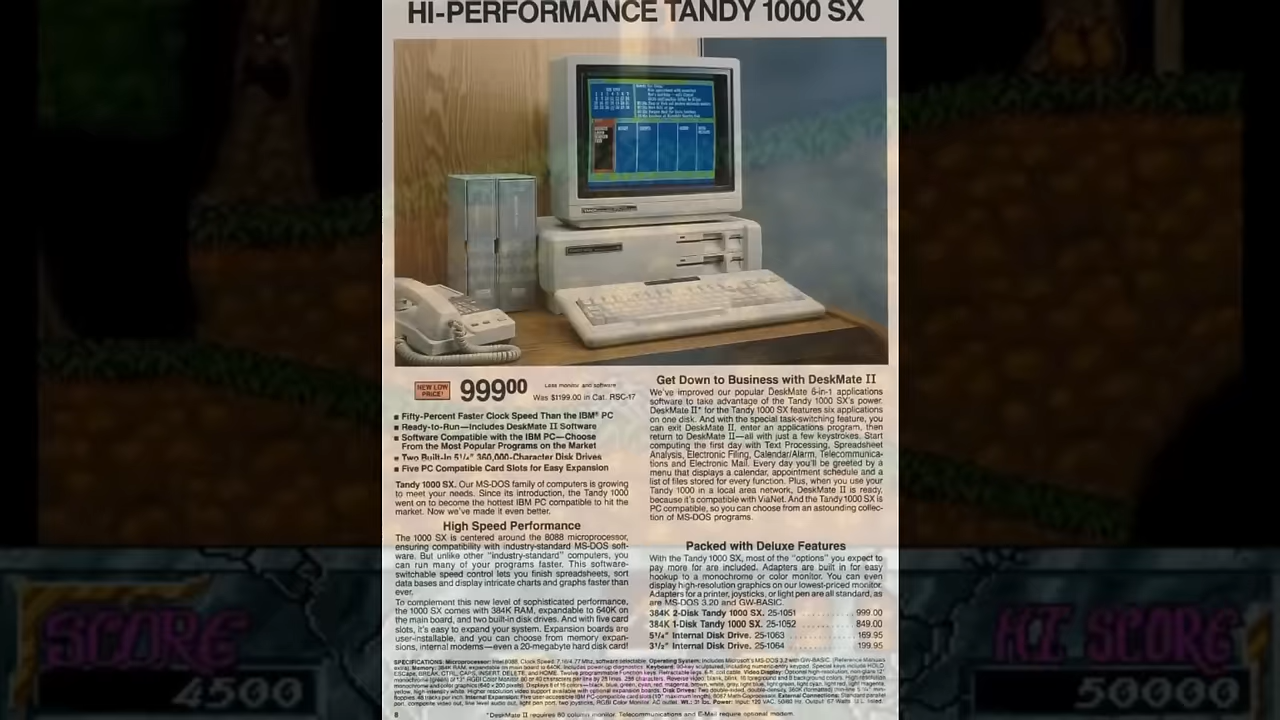 HI-PERFORMANCE TANDY 1000 SX
NEW LOW
PRICE!
999⁰⁰
Less monitor and software
Was $1199.00 in Cat. RSC-17
■ Fifty-Percent Faster Clock Speed Than the IBM® PC
■ Ready-to-Run—Includes DeskMate II Software
■ Software Compatible with the IBM PC—Choose
From the Most Popular Programs on the Market
■ Two Built-In 5¼" 360,000-Character Disk Drives
■ Five PC Compatible Card Slots for Easy Expansion
Tandy 1000 SX. Our MS-DOS family of computers is growing
to meet your needs. Since its introduction, the Tandy 1000
went on to become the hottest IBM PC compatible to hit the
market. Now we've made it even better.
High Speed Performance
The 1000 SX is centered around the 8088 microprocessor,
ensuring compatibility with industry-standard MS-DOS soft-
ware. But unlike other "industry-standard" computers, you
can run many of your programs faster. This software-
switchable speed control lets you finish spreadsheets, sort
data bases and display intricate charts and graphs faster than
ever.
To complement this new level of sophisticated performance,
the 1000 SX comes with 384K RAM, expandable to 640K on
the main board, and two built-in disk drives. And with five card
slots, it's easy to expand your system. Expansion boards are
user-installable, and you can choose from memory expan-
sions, internal modems—even a 20-megabyte hard disk card!
Get Down to Business with DeskMate II
We've improved our popular DeskMate 6-in-1 applications
software to take advantage of the Tandy 1000 SX's power.
DeskMate II* for the Tandy 1000 SX features six applications
on one disk. And with the special task-switching feature, you
can exit DeskMate II, enter an applications program, then
return to DeskMate II—all with just a few keystrokes. Start
computing the first day with Text Processing, Spreadsheet
Analysis, Electronic Filing, Calendar/Alarm, Telecommunica-
tions and Electronic Mail. Every day you'll be greeted by a
menu that displays a calendar, appointment schedule and a
list of files stored for every function. Plus, when you use your
Tandy 1000 in a local area network, DeskMate II is ready,
because it's compatible with ViaNet. And the Tandy 1000 SX is
PC compatible, so you can choose from an astounding collec-
tion of MS-DOS programs.
Packed with Deluxe Features
With the Tandy 1000 SX, most of the "options" you expect to
pay more for are included. Adapters are built in for easy
hookup to a monochrome or color monitor. You can even
display high-resolution graphics on our lowest-priced monitor.
Adapters for a printer, joysticks, or light pen are all standard, as
are MS-DOS 3.20 and GW-BASIC.
384K 2-Disk Tandy 1000 SX. 25-1051 . . . . . . . . . . 999.00
384K 1-Disk Tandy 1000 SX. 25-1052 . . . . . . . . . . 849.00
5¼" Internal Disk Drive. 25-1063 . . . . . . . . . . 169.95
3½" Internal Disk Drive. 25-1064 . . . . . . . . . . 199.95
8
*DeskMate II requires 80 column monitor. Telecommunications and E-Mail require optional modem.
SCORE